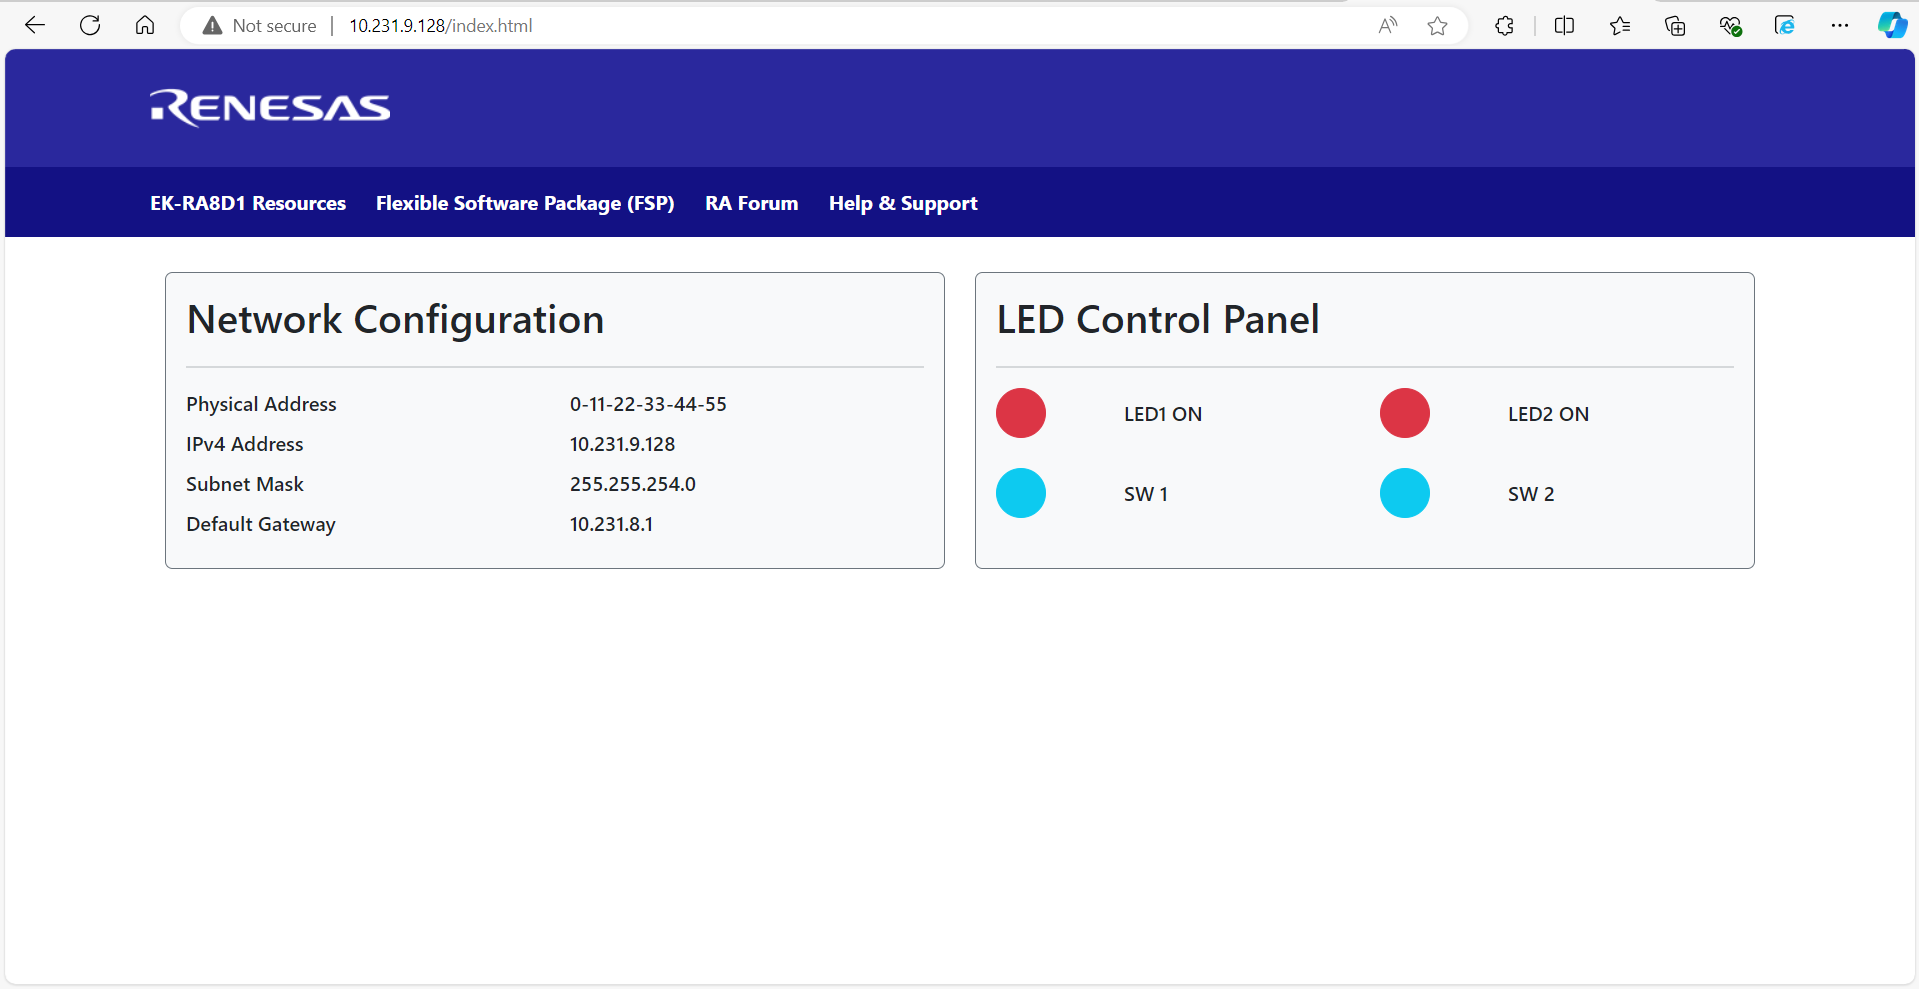 Not secure | 10.231.9.128/index.html
RENESAS
EK-RA8D1 Resources Flexible Software Package (FSP) RA Forum Help & Support
Network Configuration
Physical Address 0-11-22-33-44-55
IPv4 Address 10.231.9.128
Subnet Mask 255.255.254.0
Default Gateway 10.231.8.1
LED Control Panel
LED1 ON LED2 ON
SW 1 SW 2